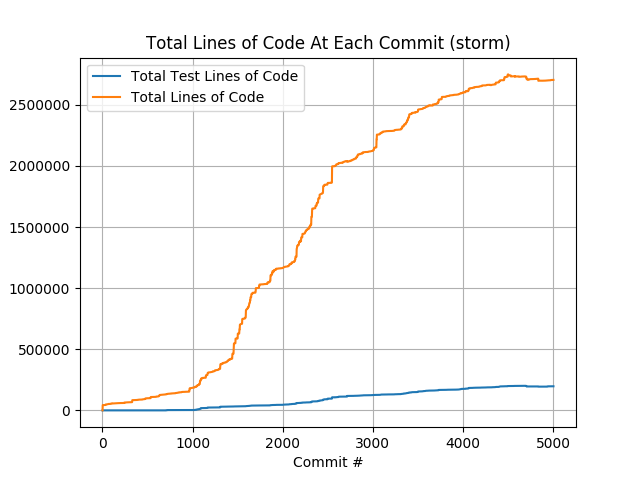 Total Lines of Code At Each Commit (storm)
Total Test Lines of Code
Total Lines of Code
2500000
2000000
1500000
1000000
500000
0
0 1000 2000 3000 4000 5000
Commit #